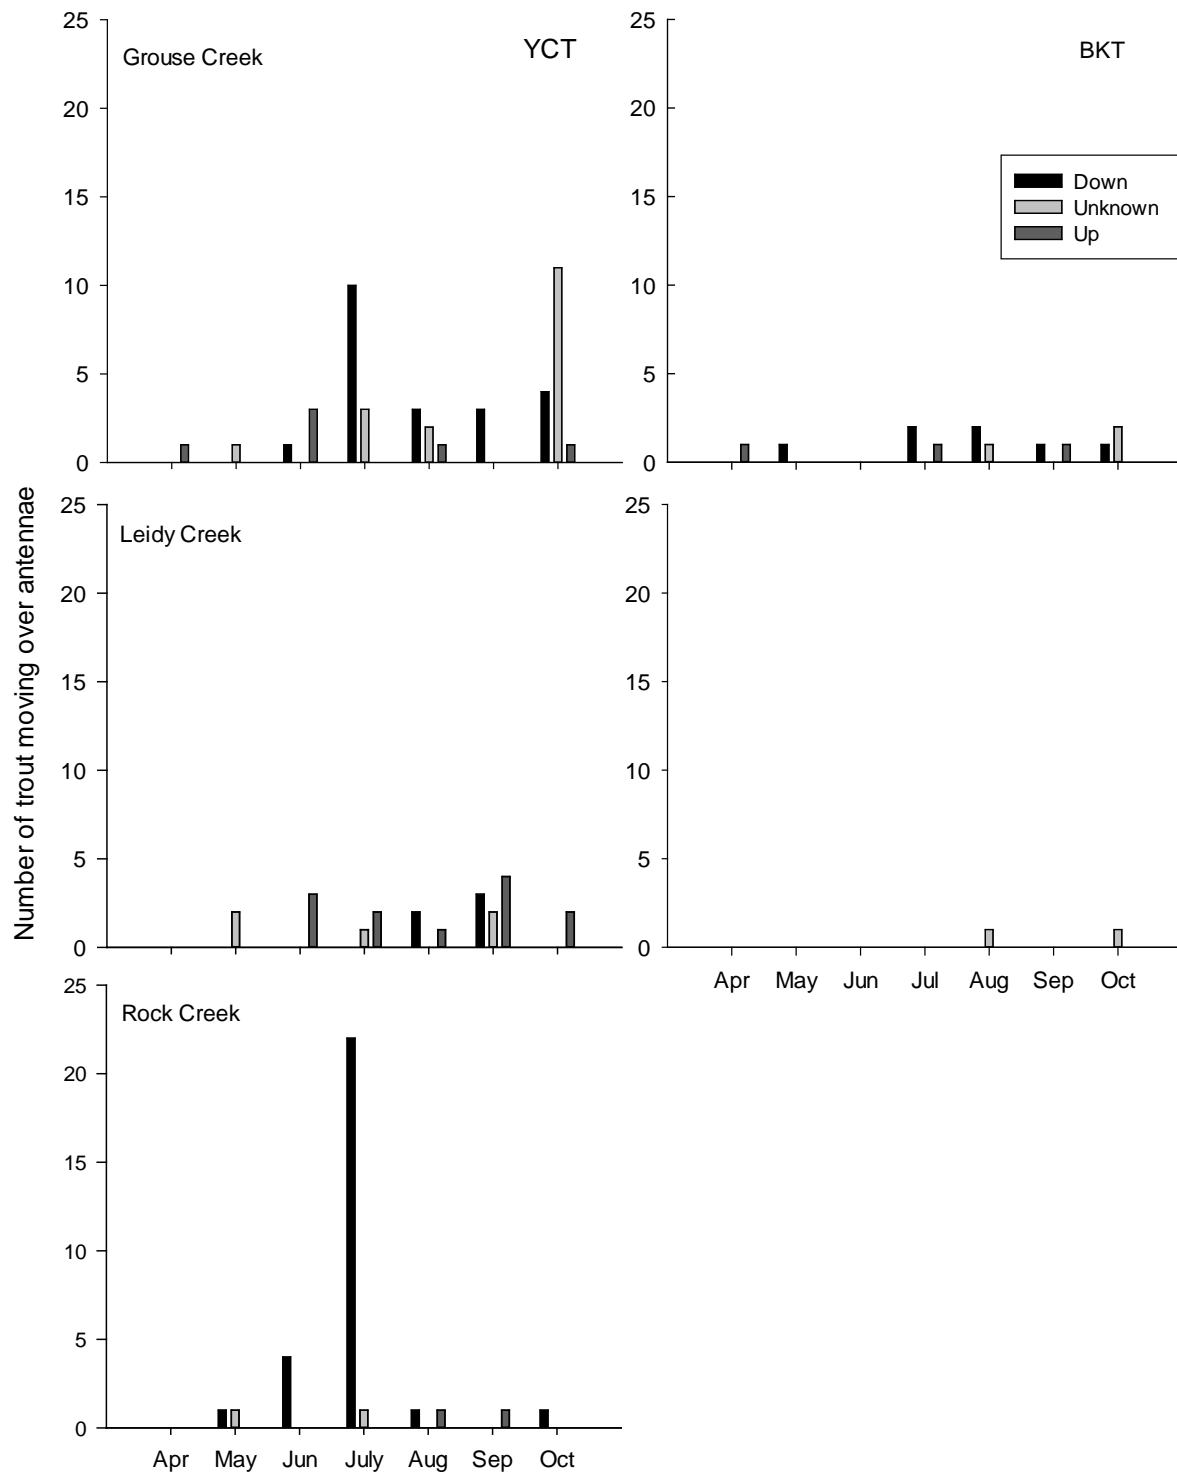 Number of trout moving over antennae
Grouse Creek
YCT
25
20
15
10
5
0
BKT
25
20
15
10
5
0
Down
Unknown
Up
Leidy Creek
25
20
15
10
5
0
25
20
15
10
5
0
Apr May Jun Jul Aug Sep Oct
Rock Creek
25
20
15
10
5
0
Apr May Jun July Aug Sep Oct